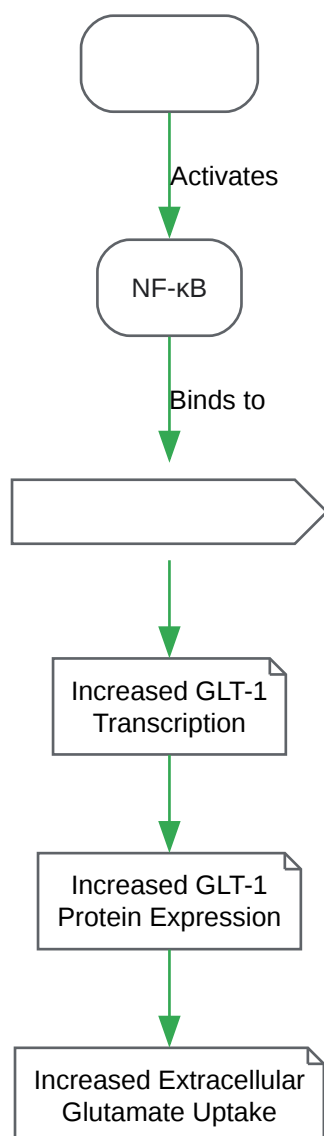 Activates
NF-κB
Binds to
Increased GLT-1
Transcription
Increased GLT-1
Protein Expression
Increased Extracellular
Glutamate Uptake